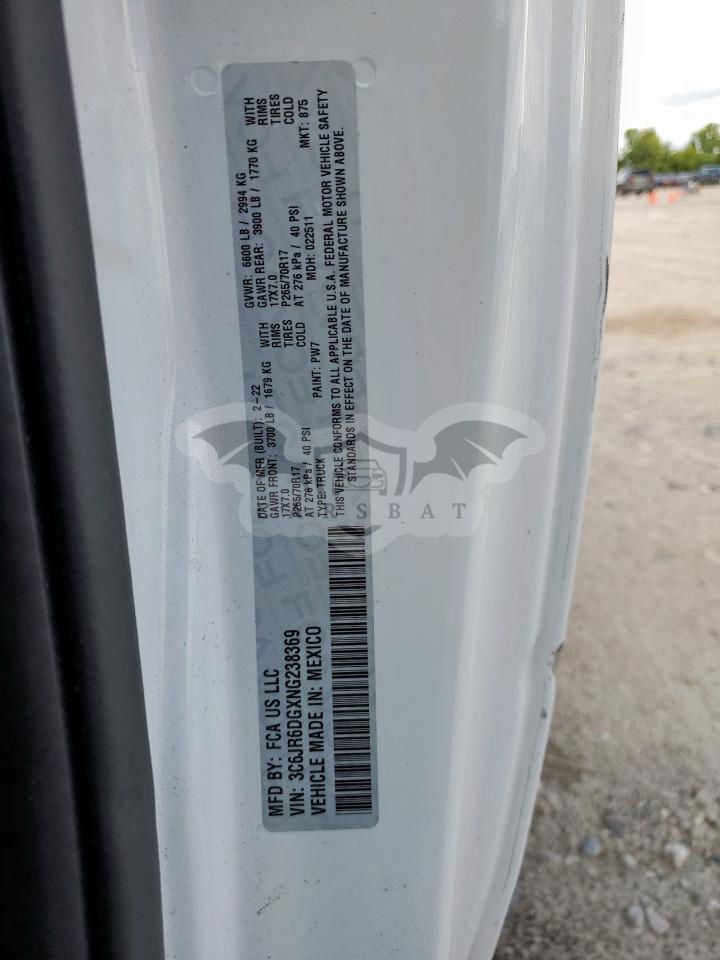 MFD BY: FCA US LLC
VIN: 3C6JR6DGXNG238369
VEHICLE MADE IN: MEXICO
DATE OF MFR (BUILT): 2-22
GVWR: 6600 LB / 2994 KG
GAWR FRONT: 3700 LB / 1679 KG WITH
GAWR REAR: 3900 LB / 1770 KG WITH
17X7.0 RIMS
17X7.0 RIMS
P265/70R17 TIRES
P265/70R17 TIRES
AT 276 kPa / 40 PSI COLD
AT 276 kPa / 40 PSI COLD
TYPE: TRUCK PAINT: PW7 MDH: 022511 MKT: 875
THIS VEHICLE CONFORMS TO ALL APPLICABLE U.S.A. FEDERAL MOTOR VEHICLE SAFETY
STANDARDS IN EFFECT ON THE DATE OF MANUFACTURE SHOWN ABOVE.
RSBAT